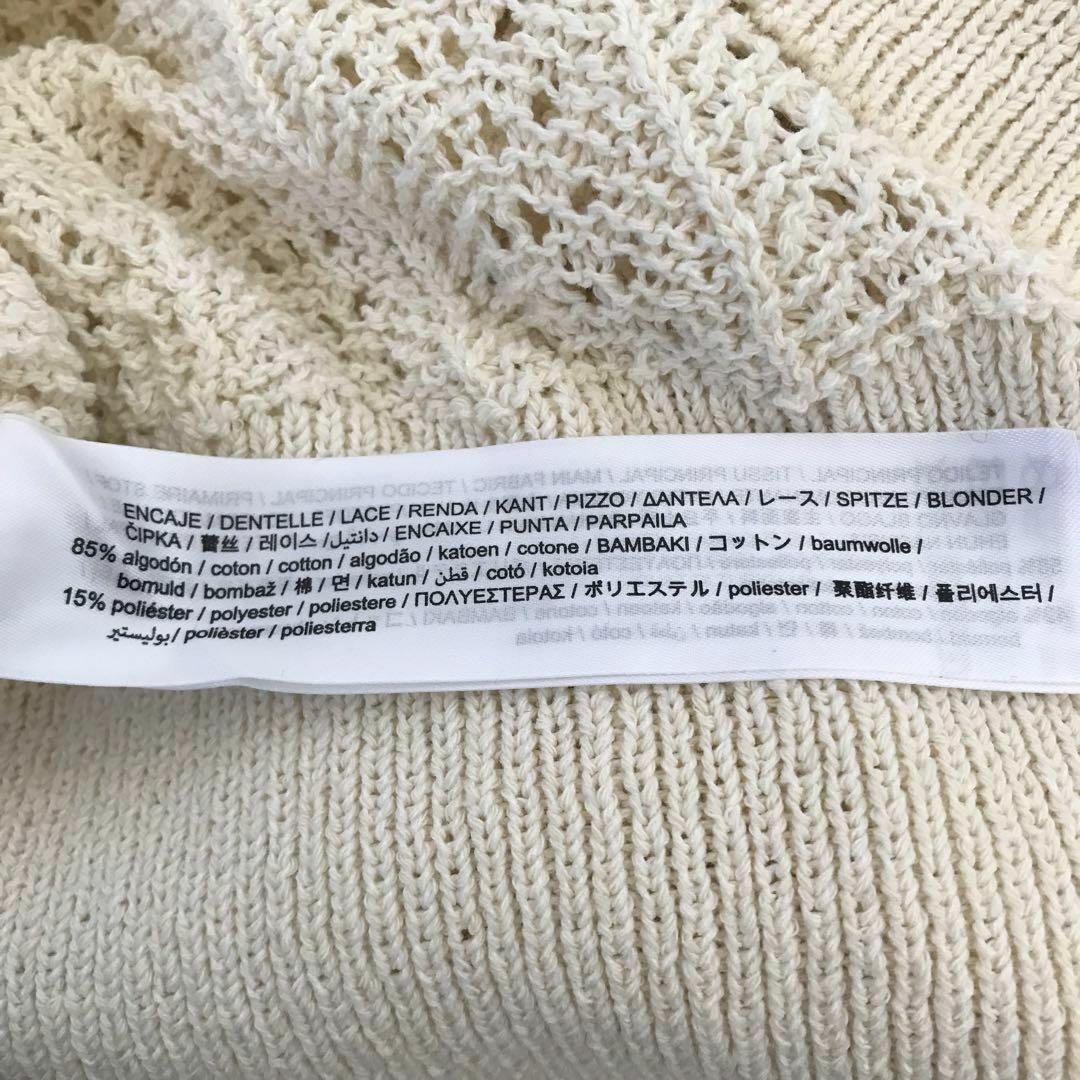 ENCAJE / DENTELLE / LACE / RENDA / KANT / PIZZO / ΔΑΝΤΕΛΑ / レース / SPITZE / BLONDER /
ČIPKA / 蕾丝 / 레이스 / دانتيل / ENCAIXE / PUNTA / PARPAILA
85% algodón / coton / cotton / algodão / katoen / cotone / BAMBAKI / コットン / baumwolle /
bomuld / bombaž / 棉 / 면 / katun / قطن / cotó / kotoia
15% poliéster / polyester / poliestere / ΠΟΛΥΕΣΤΕΡΑΣ / ポリエステル / poliester / 聚酯纤维 / 폴리에스터 /
بوليستير / polièster / poliesterra